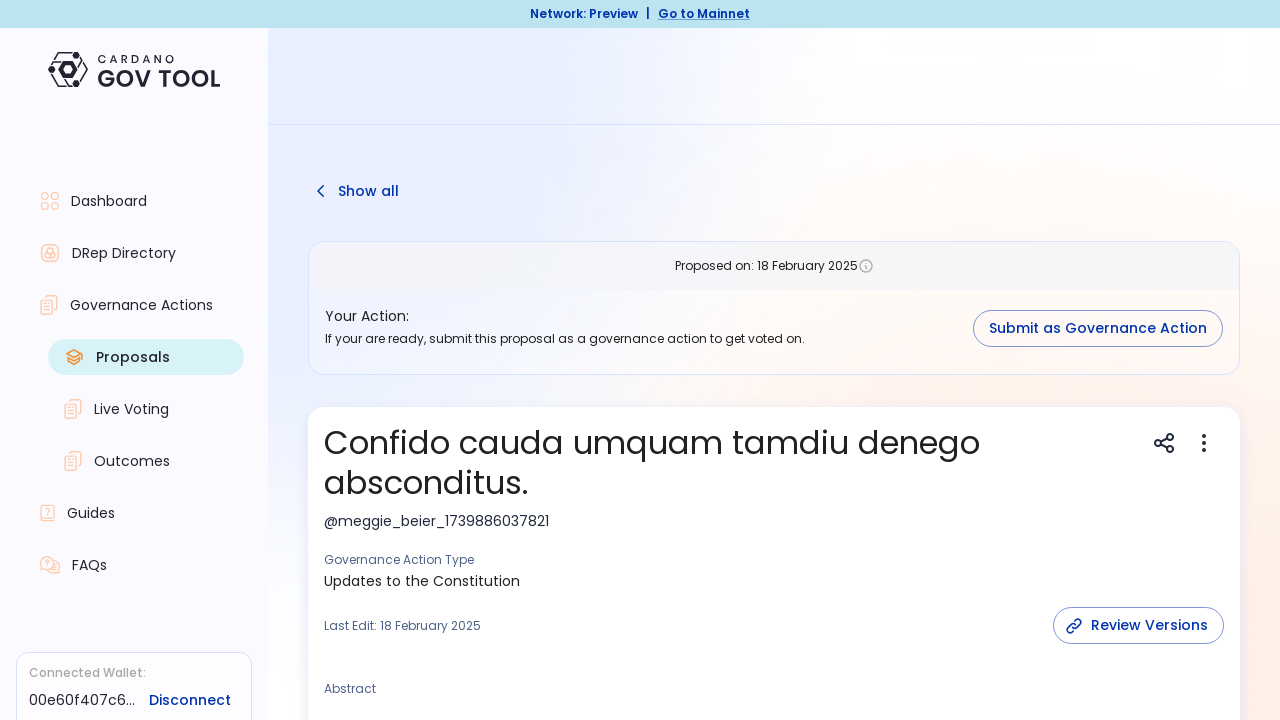 Network: Preview | Go to Mainnet
CARDANO
GOV TOOL
Dashboard
DRep Directory
Governance Actions
Proposals
Live Voting
Outcomes
Guides
FAQs
Connected Wallet:
00e60f407c6... Disconnect
Show all
Proposed on: 18 February 2025
Your Action:
If your are ready, submit this proposal as a governance action to get voted on.
Submit as Governance Action
Confido cauda umquam tamdiu denego
absconditus.
@meggie_beier_1739886037821
Governance Action Type
Updates to the Constitution
Last Edit: 18 February 2025
Review Versions
Abstract